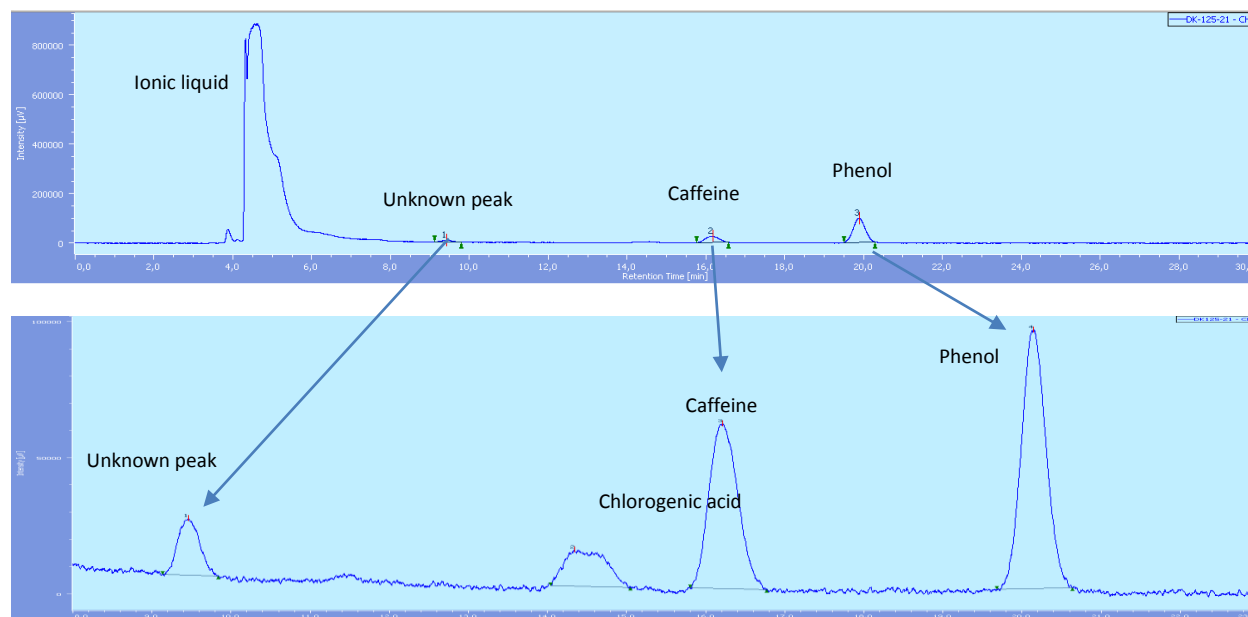 DK-125-21 - CH
800000
600000
400000
200000
0
Intensity [µV]
Ionic liquid
Unknown peak
Caffeine
Phenol
1
2
3
0,0 2,0 4,0 6,0 8,0 10,0 12,0 14,0 16,0 18,0 20,0 22,0 24,0 26,0 28,0 30,
Retention Time [min]
100000
50000
0
Phenol
Caffeine
Unknown peak
Chlorogenic acid